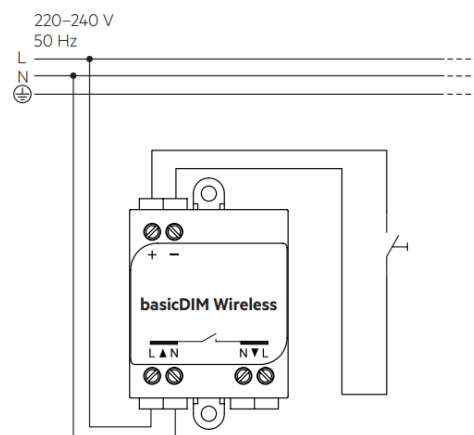 220–240 V
50 Hz
L
N
+ −
basicDIM Wireless
L ▲ N N ▼ L